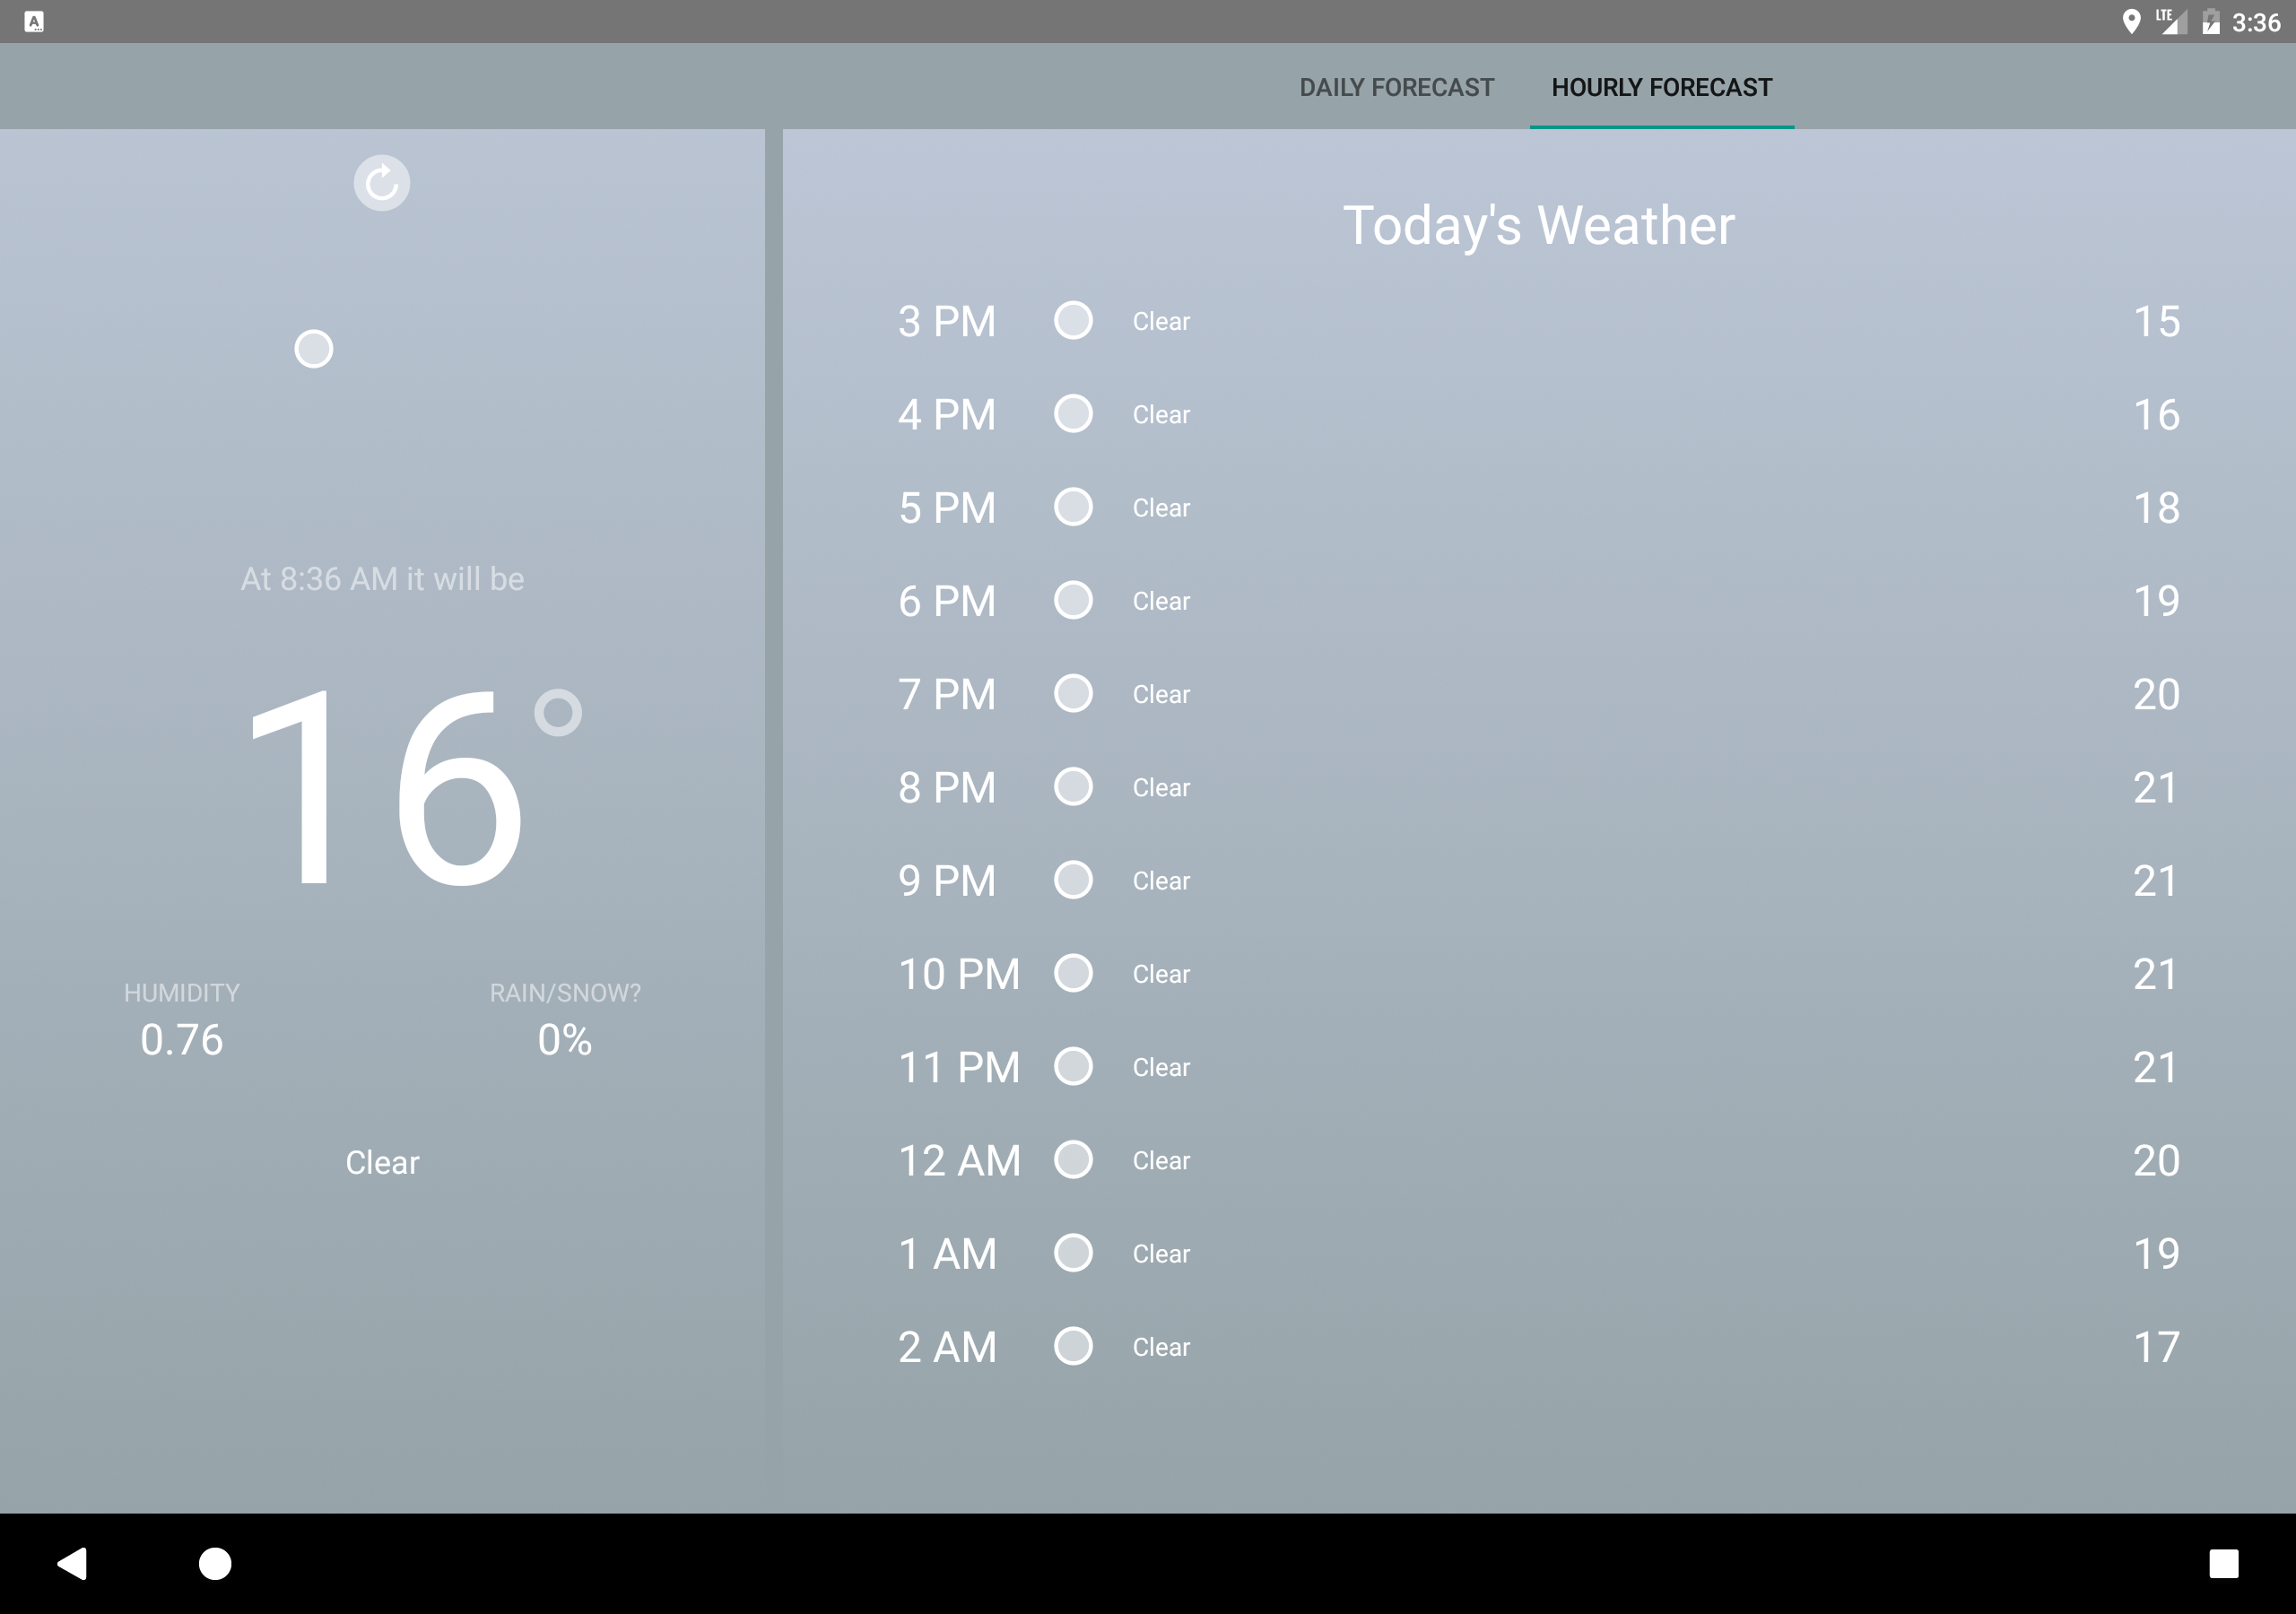 LTE 3:36
DAILY FORECAST HOURLY FORECAST
At 8:36 AM it will be
16
HUMIDITY
0.76
RAIN/SNOW?
0%
Clear
Today's Weather
3 PM Clear 15
4 PM Clear 16
5 PM Clear 18
6 PM Clear 19
7 PM Clear 20
8 PM Clear 21
9 PM Clear 21
10 PM Clear 21
11 PM Clear 21
12 AM Clear 20
1 AM Clear 19
2 AM Clear 17